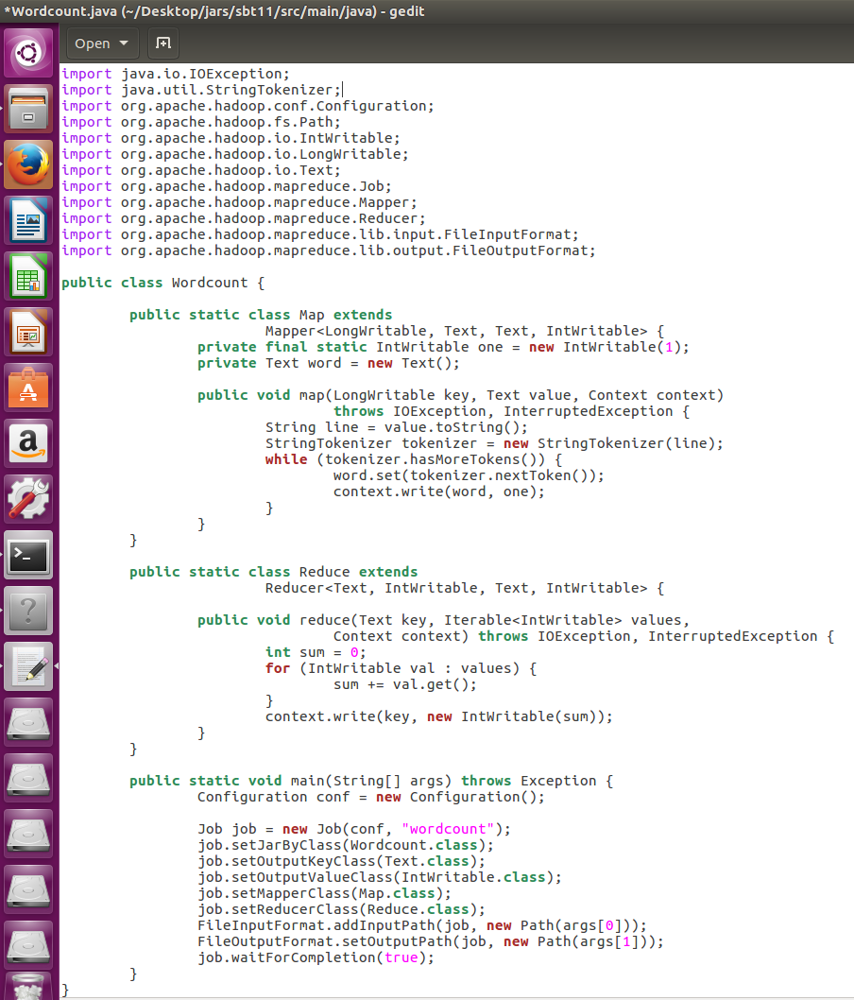 *Wordcount.java (~/Desktop/jars/sbt11/src/main/java) - gedit
Open
import java.io.IOException;
import java.util.StringTokenizer;
import org.apache.hadoop.conf.Configuration;
import org.apache.hadoop.fs.Path;
import org.apache.hadoop.io.IntWritable;
import org.apache.hadoop.io.LongWritable;
import org.apache.hadoop.io.Text;
import org.apache.hadoop.mapreduce.Job;
import org.apache.hadoop.mapreduce.Mapper;
import org.apache.hadoop.mapreduce.Reducer;
import org.apache.hadoop.mapreduce.lib.input.FileInputFormat;
import org.apache.hadoop.mapreduce.lib.output.FileOutputFormat;

public class Wordcount {

        public static class Map extends
                        Mapper<LongWritable, Text, Text, IntWritable> {
                private final static IntWritable one = new IntWritable(1);
                private Text word = new Text();

                public void map(LongWritable key, Text value, Context context)
                                throws IOException, InterruptedException {
                        String line = value.toString();
                        StringTokenizer tokenizer = new StringTokenizer(line);
                        while (tokenizer.hasMoreTokens()) {
                                word.set(tokenizer.nextToken());
                                context.write(word, one);
                        }
                }
        }

        public static class Reduce extends
                        Reducer<Text, IntWritable, Text, IntWritable> {

                public void reduce(Text key, Iterable<IntWritable> values,
                                Context context) throws IOException, InterruptedException {
                        int sum = 0;
                        for (IntWritable val : values) {
                                sum += val.get();
                        }
                        context.write(key, new IntWritable(sum));
                }
        }

        public static void main(String[] args) throws Exception {
                Configuration conf = new Configuration();

                Job job = new Job(conf, "wordcount");
                job.setJarByClass(Wordcount.class);
                job.setOutputKeyClass(Text.class);
                job.setOutputValueClass(IntWritable.class);
                job.setMapperClass(Map.class);
                job.setReducerClass(Reduce.class);
                FileInputFormat.addInputPath(job, new Path(args[0]));
                FileOutputFormat.setOutputPath(job, new Path(args[1]));
                job.waitForCompletion(true);
        }
}